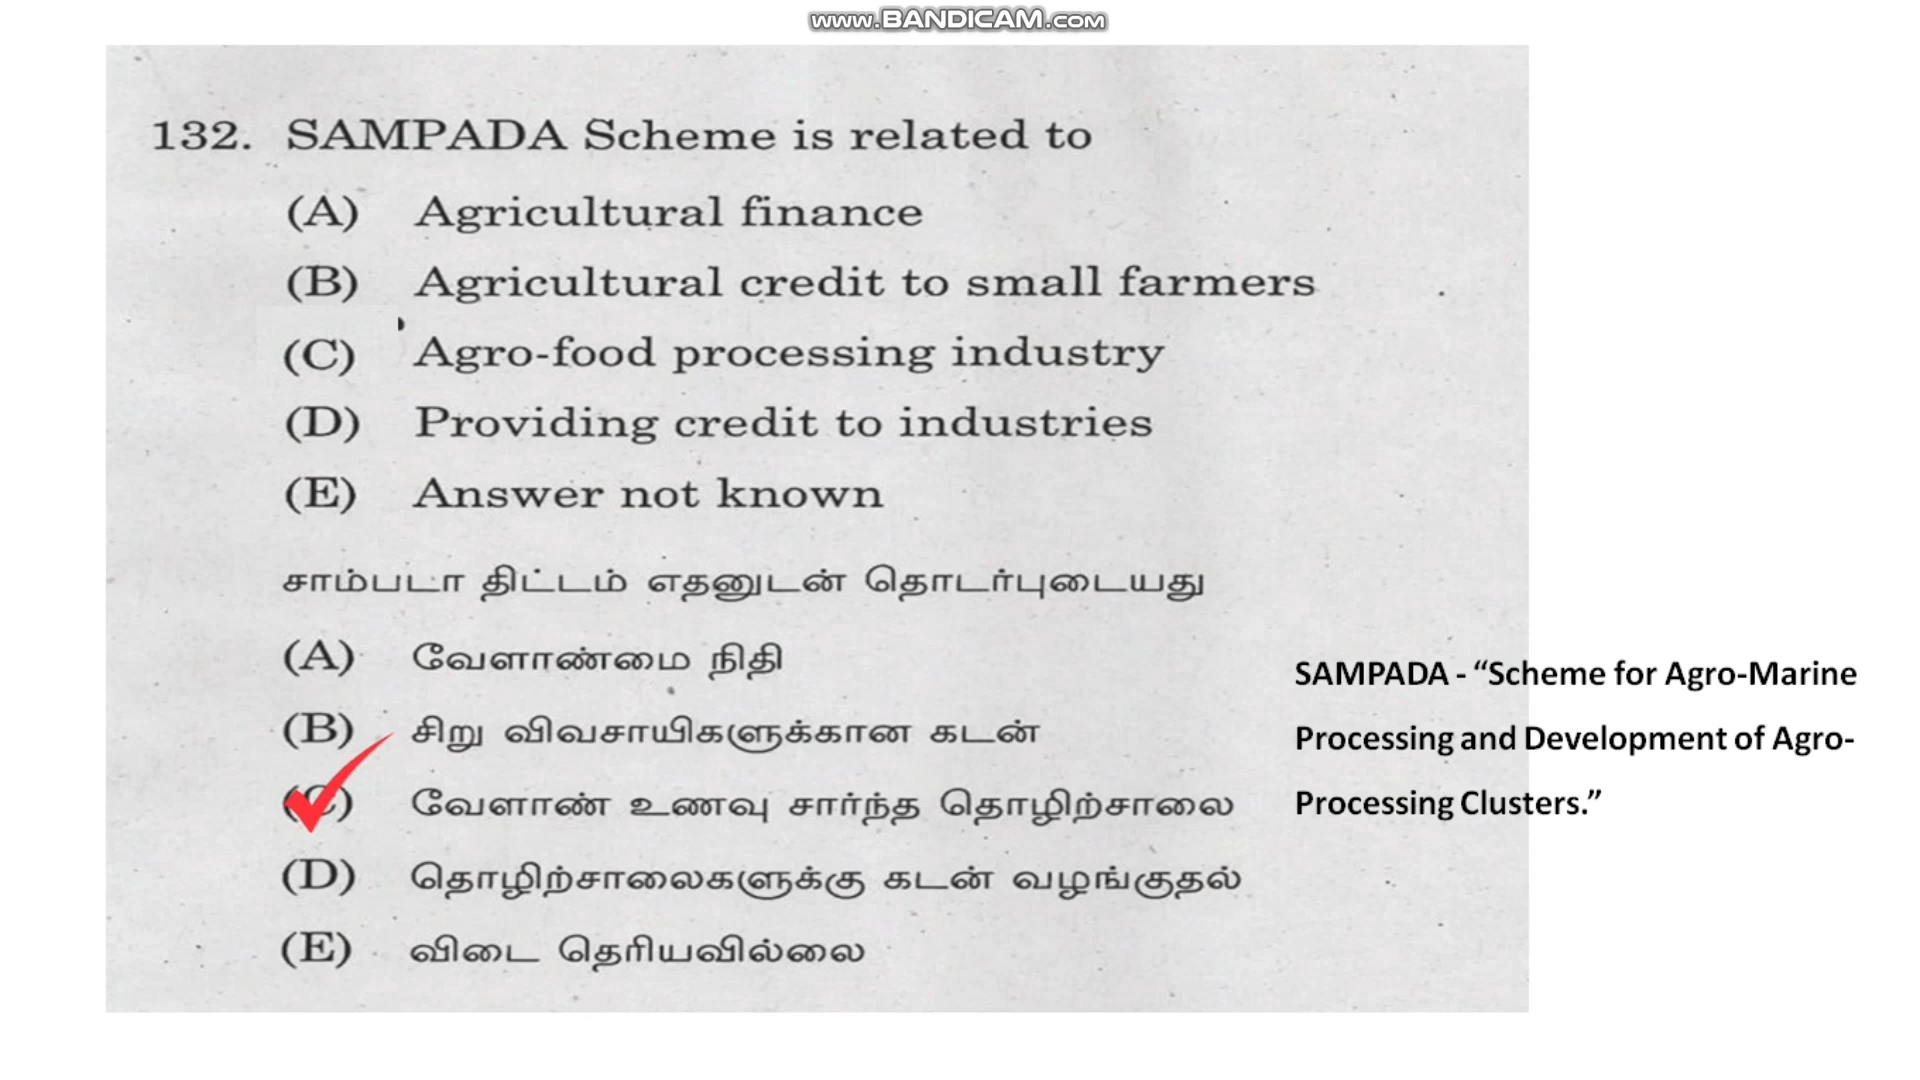 www.BANDICAM.com
132. SAMPADA Scheme is related to
(A) Agricultural finance
(B) Agricultural credit to small farmers
(C) Agro-food processing industry
(D) Providing credit to industries
(E) Answer not known
சாம்படா திட்டம் எதனுடன் தொடர்புடையது
(A) வேளாண்மை நிதி
(B) சிறு விவசாயிகளுக்கான கடன்
(C) வேளாண் உணவு சார்ந்த தொழிற்சாலை
(D) தொழிற்சாலைகளுக்கு கடன் வழங்குதல்
(E) விடை தெரியவில்லை
SAMPADA - “Scheme for Agro-Marine
Processing and Development of Agro-
Processing Clusters.”